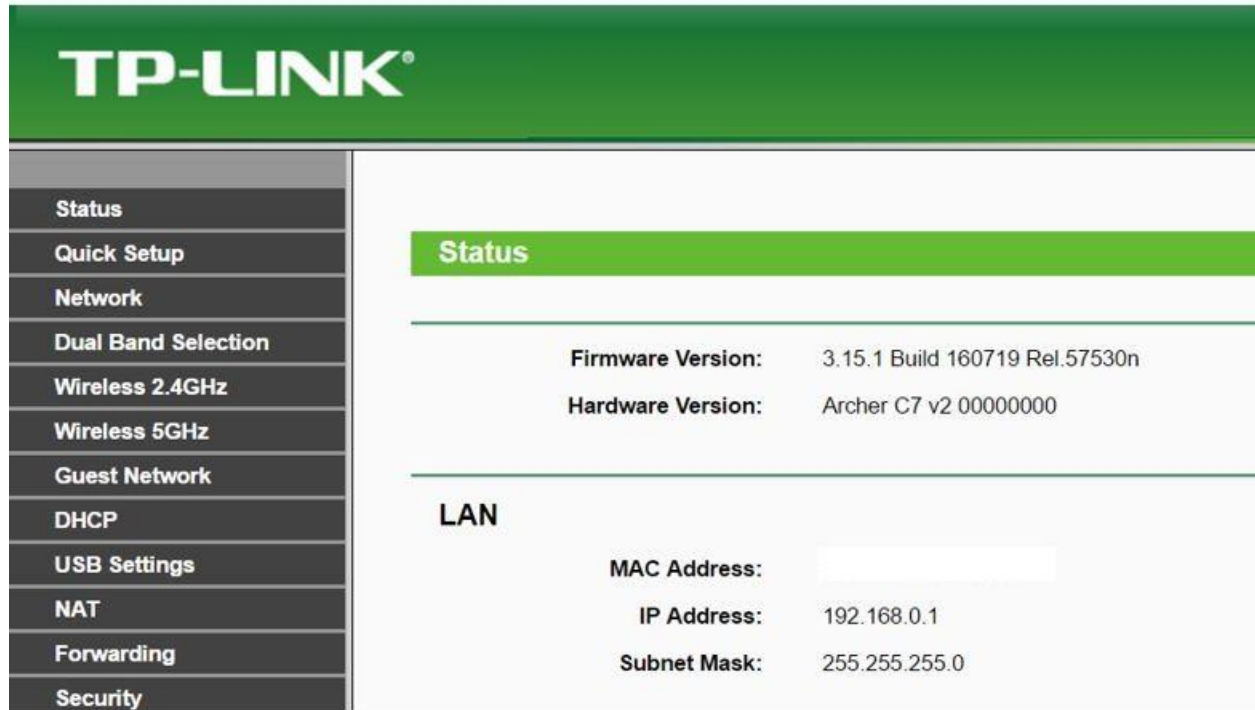 TP-LINK®
Status
Quick Setup
Network
Dual Band Selection
Wireless 2.4GHz
Wireless 5GHz
Guest Network
DHCP
USB Settings
NAT
Forwarding
Security
Status
Firmware Version: 3.15.1 Build 160719 Rel.57530n
Hardware Version: Archer C7 v2 00000000
LAN
MAC Address:
IP Address: 192.168.0.1
Subnet Mask: 255.255.255.0